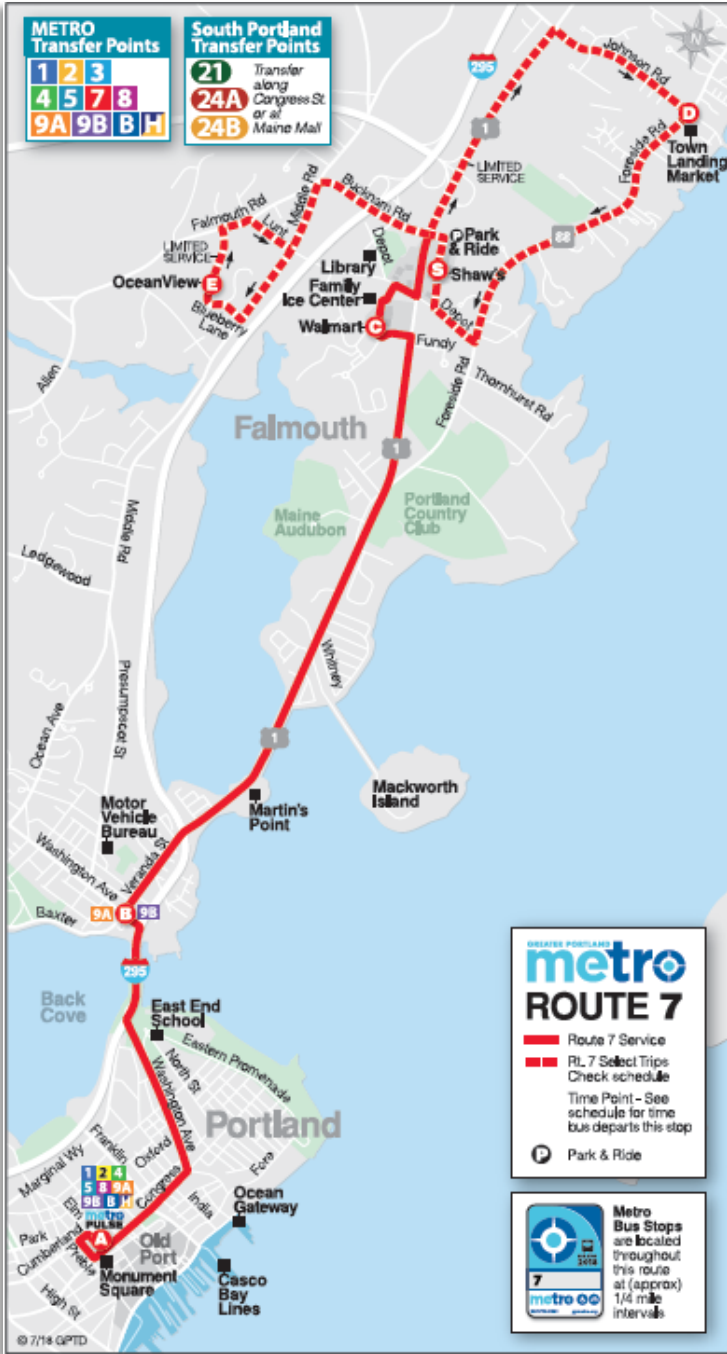 METRO
Transfer Points
1 2 3
4 5 7 8
9A 9B B H
South Portland
Transfer Points
21
24A
24B
Transfer
along
Congress St
or at
Maine Mall
295
1
Johnson Rd
D
Town
Landing
Market
Foreside Rd
88
LIMITED
SERVICE
Bucknam Rd
Middle Rd
Falmouth Rd
Lunt
LIMITED
SERVICE
OceanView
E
Blueberry
Lane
Depot
P
Park
& Ride
S
Shaw's
Library
Family
Ice Center
Walmart
C
Depot
Fundy
Thornhurst Rd
Foreside Rd
Allen
Falmouth
1
Maine
Audubon
Portland
Country
Club
Middle Rd
Ledgewood
Presumpscot St
Ocean Ave
Whitney
1
Mackworth
Island
Martin's
Point
Motor
Vehicle
Bureau
Washington Ave
Veranda St
Baxter
9A
B
9B
295
Back
Cove
East End
School
Eastern Promenade
North St
Washington Ave
Portland
Marginal Wy
Franklin
Oxford
Congress
India
Fore
1 2 4
5 8 9A
9B B H
metro
PULSE
Elm
Park
Cumberland
Preble
A
Old
Port
Monument
Square
High St
Ocean
Gateway
Casco
Bay
Lines
© 7/18 GPTD
GREATER PORTLAND
metro
ROUTE 7
Route 7 Service
Rt. 7 Select Trips
Check schedule
Time Point - See
schedule for time
bus departs this stop
P
Park & Ride
7
metro
Metro
Bus Stops
are located
throughout
this route
at (approx)
1/4 mile
intervals